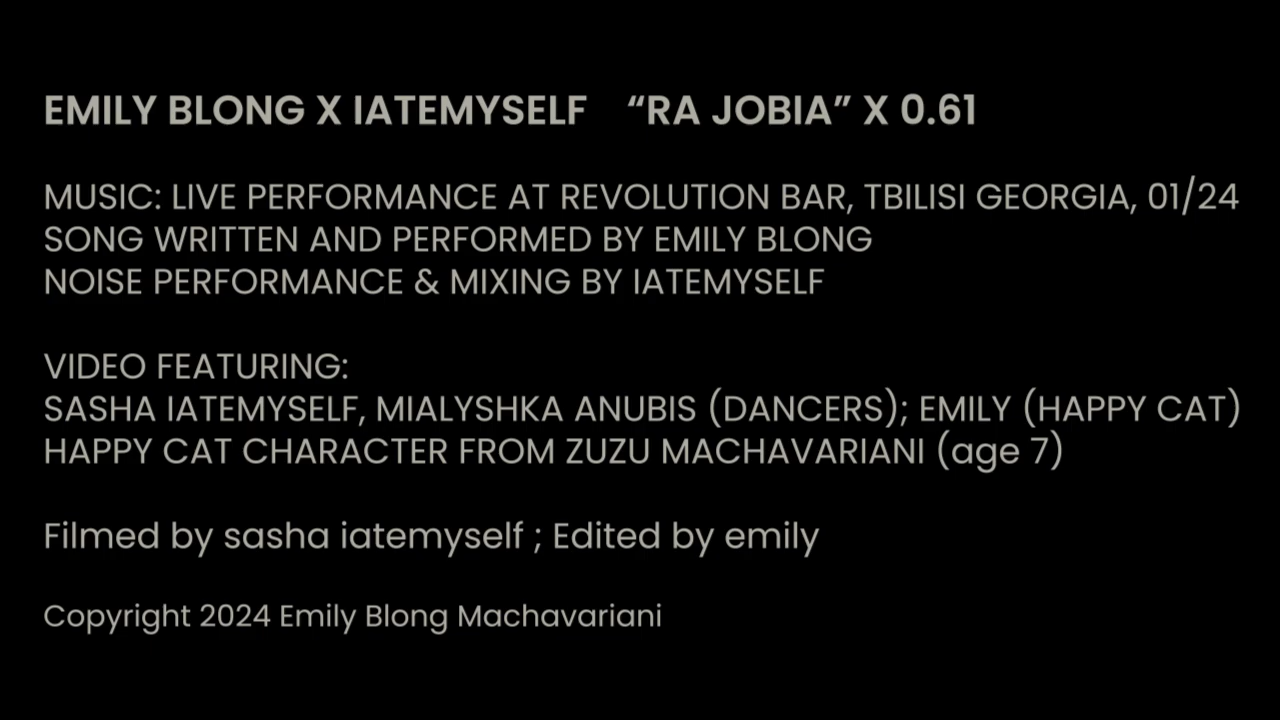 EMILY BLONG X IATEMYSELF “RA JOBIA” X 0.61
MUSIC: LIVE PERFORMANCE AT REVOLUTION BAR, TBILISI GEORGIA, 01/24
SONG WRITTEN AND PERFORMED BY EMILY BLONG
NOISE PERFORMANCE & MIXING BY IATEMYSELF
VIDEO FEATURING:
SASHA IATEMYSELF, MIALYSHKA ANUBIS (DANCERS); EMILY (HAPPY CAT)
HAPPY CAT CHARACTER FROM ZUZU MACHAVARIANI (age 7)
Filmed by sasha iatemyself ; Edited by emily
Copyright 2024 Emily Blong Machavariani